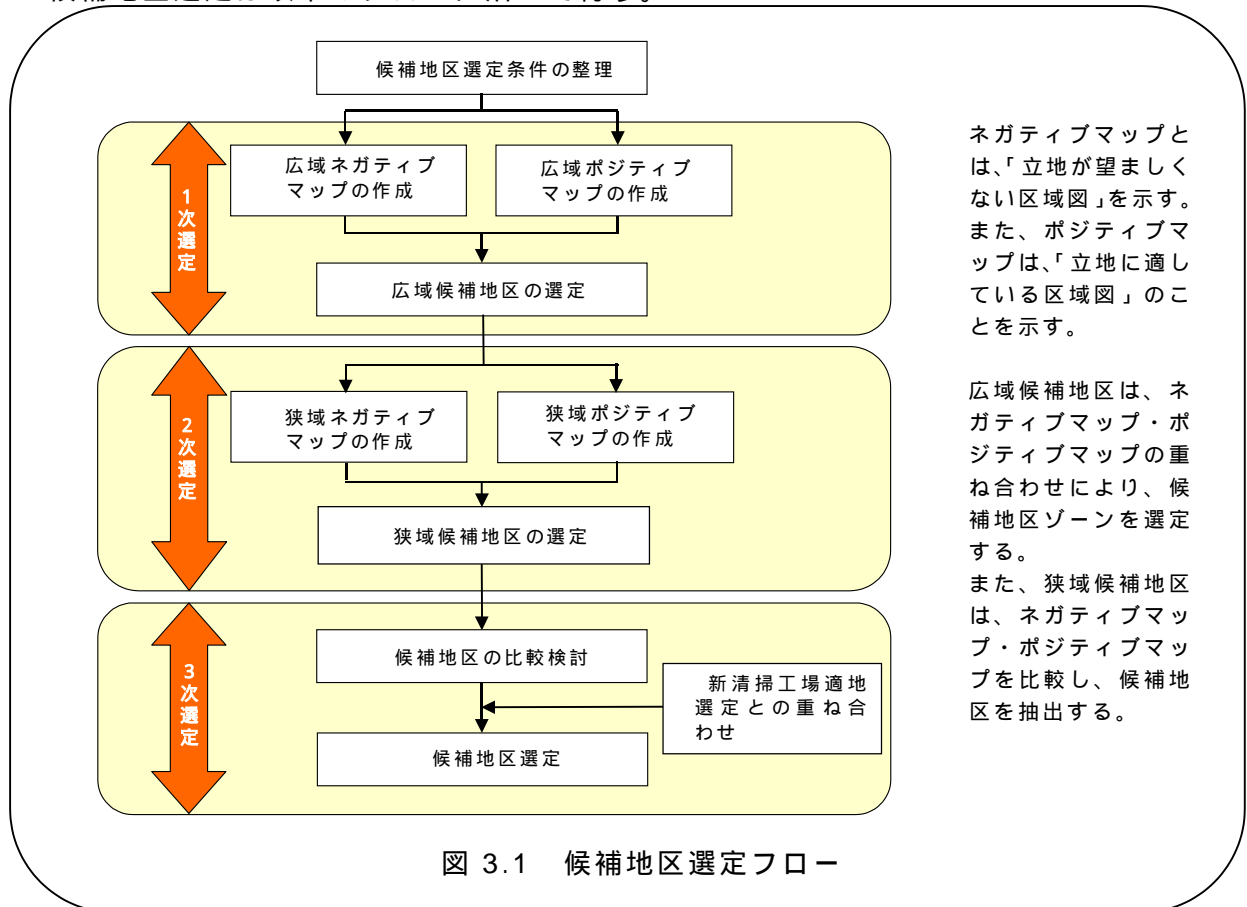 候補地区選定条件の整理
1次選定
広域ネガティブ
マップの作成
広域ポジティブ
マップの作成
広域候補地区の選定
2次選定
狭域ネガティブ
マップの作成
狭域ポジティブ
マップの作成
狭域候補地区の選定
3次選定
候補地区の比較検討
新清掃工場適地
選定との重ね合
わせ
候補地区選定
ネガティブマップと
は、「立地が望ましく
ない区域図」を示す。
また、ポジティブマ
ップは、「立地に適し
ている区域図」のこ
とを示す。
広域候補地区は、ネ
ガティブマップ・ポ
ジティブマップの重
ね合わせにより、候
補地区ゾーンを選定
する。
また、狭域候補地区
は、ネガティブマッ
プ・ポジティブマッ
プを比較し、候補地
区を抽出する。
図 3.1 候補地区選定フロー